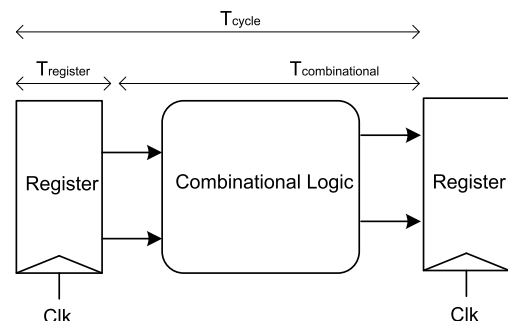 Tcycle
Tregister
Tcombinational
Register
Combinational Logic
Register
Clk
Clk